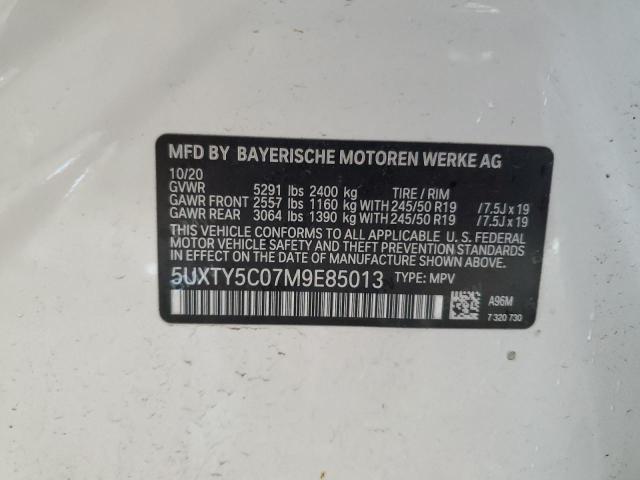 MFD BY BAYERISCHE MOTOREN WERKE AG
10/20
GVWR 5291 lbs 2400 kg TIRE / RIM
GAWR FRONT 2557 lbs 1160 kg WITH 245/50 R19 /7.5J x 19
GAWR REAR 3064 lbs 1390 kg WITH 245/50 R19 /7.5J x 19
THIS VEHICLE CONFORMS TO ALL APPLICABLE U.S. FEDERAL
MOTOR VEHICLE SAFETY AND THEFT PREVENTION STANDARDS
IN EFFECT ON THE DATE OF MANUFACTURE SHOWN ABOVE.
5UXTY5C07M9E85013 TYPE: MPV
A96M
7 320 730